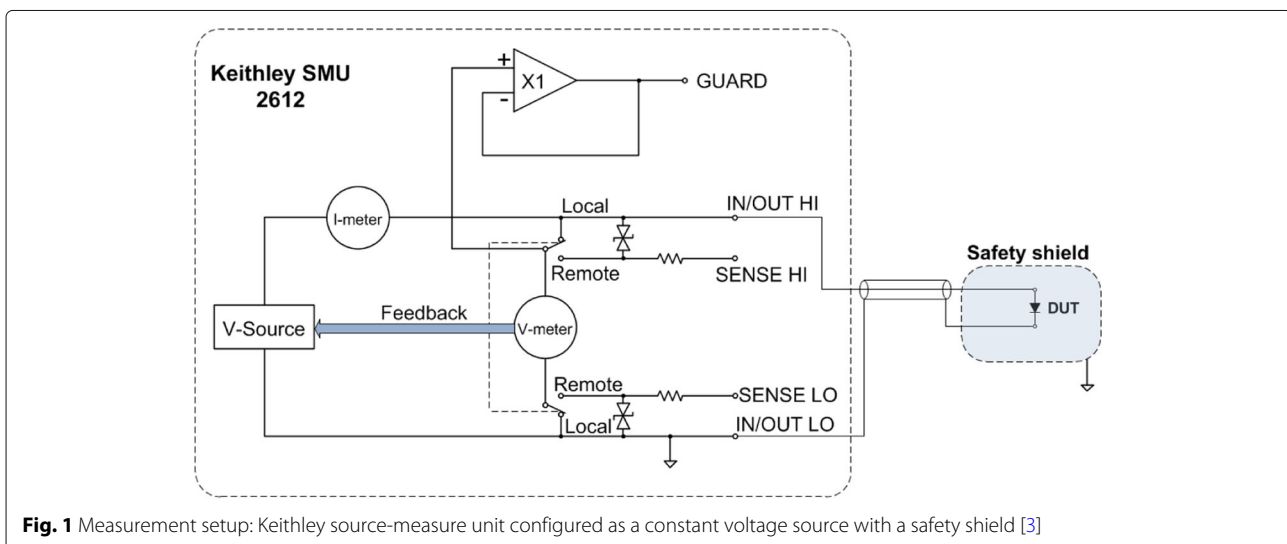 Keithley SMU
2612
+
X1
-
GUARD
I-meter
Local
IN/OUT HI
Remote
SENSE HI
Safety shield
DUT
V-Source
Feedback
V-meter
Remote
SENSE LO
Local
IN/OUT LO
Fig. 1 Measurement setup: Keithley source-measure unit configured as a constant voltage source with a safety shield [3]